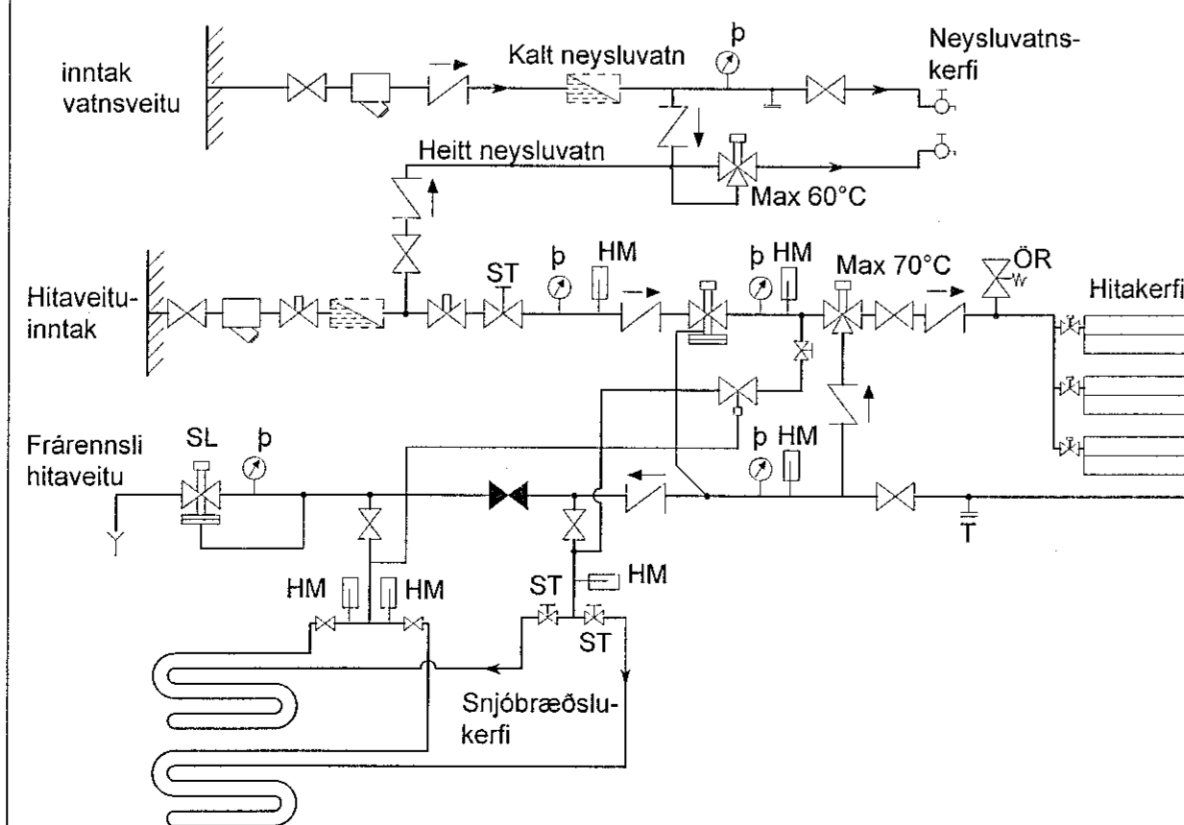 inntak
vatnsveitu
Kalt neysluvatn
þ
Neysluvatns-
kerfi
Heitt neysluvatn
Max 60°C
Hitaveitu-
inntak
ST
þ
HM
þ
HM
Max 70°C
ÖR
Hitakerfi
Frárennsli
hitaveitu
SL
þ
þ
HM
T
HM
HM
ST
HM
ST
Snjóbræðslu-
kerfi